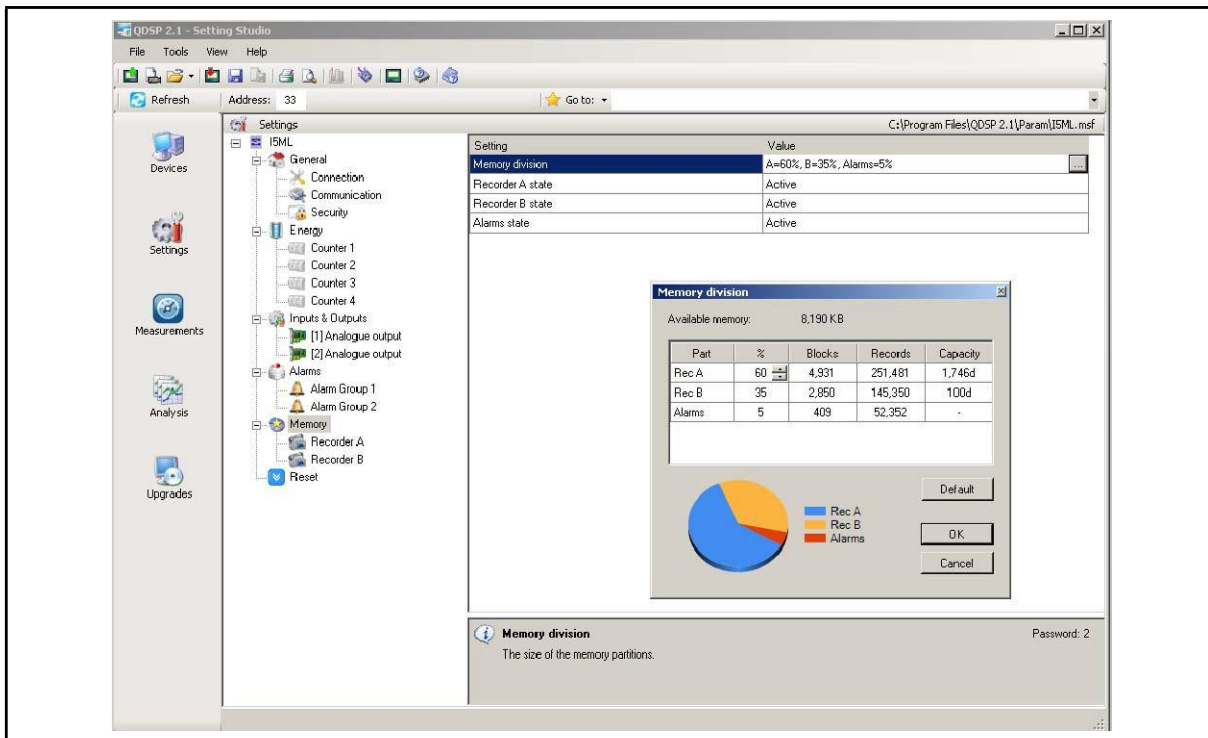 QDSP 2.1 - Setting Studio
File Tools View Help
Refresh Address: 33 Go to:
Settings C:\Program Files\QDSP 2.1\Param\I5ML.msf
Devices
Settings
Measurements
Analysis
Upgrades
I5ML
General
Connection
Communication
Security
Energy
Counter 1
Counter 2
Counter 3
Counter 4
Inputs & Outputs
[1] Analogue output
[2] Analogue output
Alarms
Alarm Group 1
Alarm Group 2
Memory
Recorder A
Recorder B
Reset
Setting Value
Memory division A=60%, B=35%, Alarms=5% ...
Recorder A state Active
Recorder B state Active
Alarms state Active
Memory division
Available memory: 8,190 KB
Part % Blocks Records Capacity
Rec A 60 4,931 251,481 1,746d
Rec B 35 2,850 145,350 100d
Alarms 5 409 52,352 -
Rec A
Rec B
Alarms
Default
OK
Cancel
Memory division Password: 2
The size of the memory partitions.